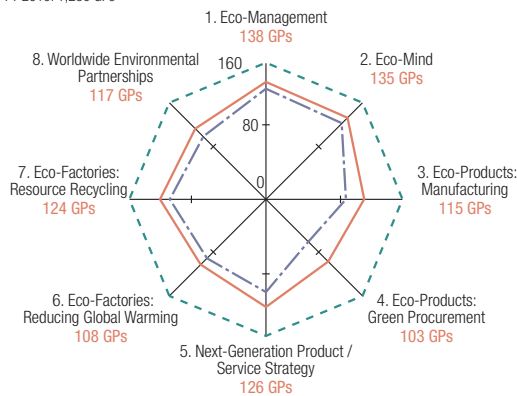 1. Eco-Management
138 GPs
160
8. Worldwide Environmental
Partnerships
117 GPs
2. Eco-Mind
135 GPs
80
7. Eco-Factories:
Resource Recycling
124 GPs
0
3. Eco-Products:
Manufacturing
115 GPs
6. Eco-Factories:
Reducing Global Warming
108 GPs
4. Eco-Products:
Green Procurement
103 GPs
5. Next-Generation Product /
Service Strategy
126 GPs